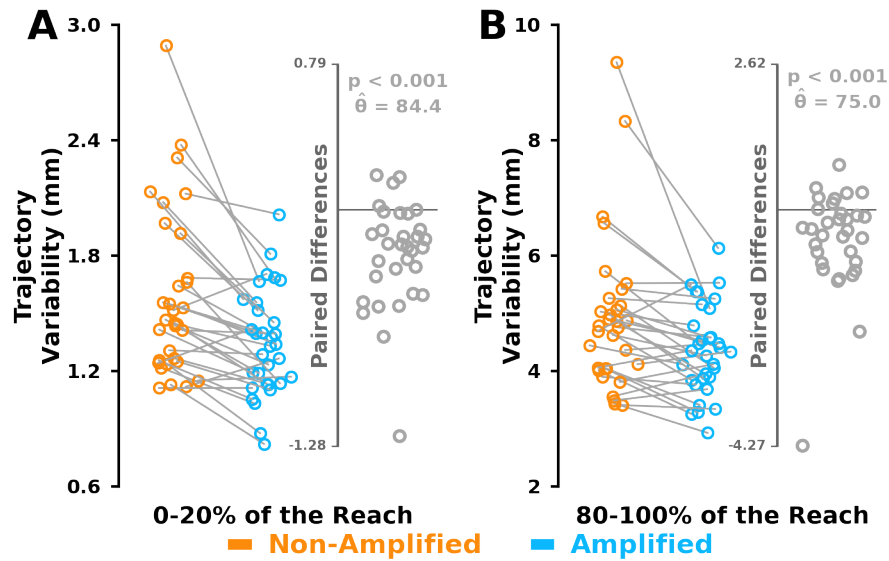 A
3.0
2.4
1.8
1.2
0.6
Trajectory
Variability (mm)
0.79
-1.28
Paired Differences
p < 0.001
θ̂ = 84.4
0-20% of the Reach
B
10
8
6
4
2
Trajectory
Variability (mm)
2.62
-4.27
Paired Differences
p < 0.001
θ̂ = 75.0
80-100% of the Reach
Non-Amplified
Amplified